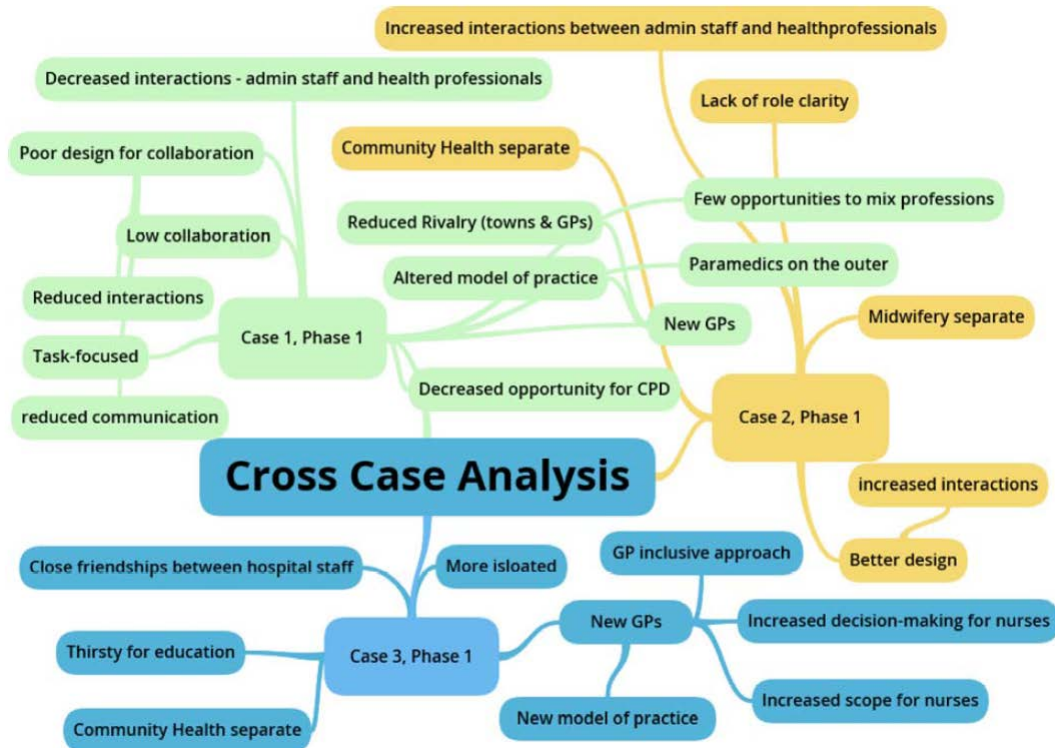 Increased interactions between admin staff and healthprofessionals
Decreased interactions - admin staff and health professionals
Lack of role clarity
Poor design for collaboration
Community Health separate
Few opportunities to mix professions
Reduced Rivalry (towns & GPs)
Low collaboration
Paramedics on the outer
Altered model of practice
Reduced interactions
Midwifery separate
New GPs
Case 1, Phase 1
Task-focused
Decreased opportunity for CPD
reduced communication
Case 2, Phase 1
Cross Case Analysis
increased interactions
GP inclusive approach
Better design
Close friendships between hospital staff
More isloated
New GPs
Increased decision-making for nurses
Thirsty for education
Case 3, Phase 1
Increased scope for nurses
New model of practice
Community Health separate